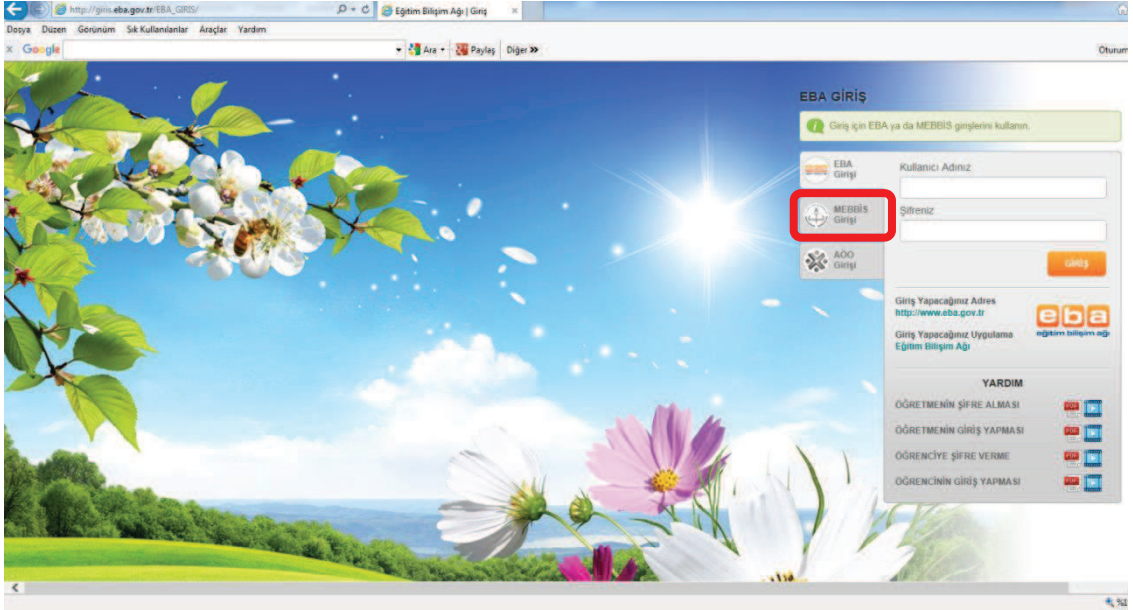 http://giris.eba.gov.tr/EBA_GIRIS/
Eğitim Bilişim Ağı | Giriş
Dosya Düzen Görünüm Sık Kullanılanlar Araçlar Yardım
x Google Ara Paylaş Diğer »
Oturum
EBA GİRİŞ
Giriş için EBA ya da MEBBİS girişlerini kullanın.
EBA
Girişi
Kullanıcı Adınız
MEBBİS
Girişi
Şifreniz
AÖO
Girişi
GİRİŞ
Giriş Yapacağınız Adres
http://www.eba.gov.tr
Giriş Yapacağınız Uygulama
Eğitim Bilişim Ağı
eba
eğitim bilişim ağı
YARDIM
ÖĞRETMENİN ŞİFRE ALMASI
PDF
ÖĞRETMENİN GİRİŞ YAPMASI
PDF
ÖĞRENCİYE ŞİFRE VERME
PDF
ÖĞRENCİNİN GİRİŞ YAPMASI
PDF